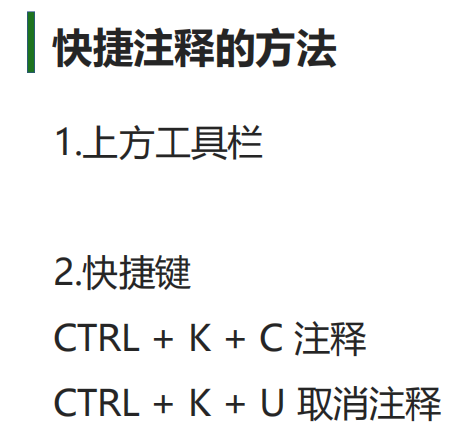 快捷注释的方法
1.上方工具栏
2.快捷键
CTRL + K + C 注释
CTRL + K + U 取消注释